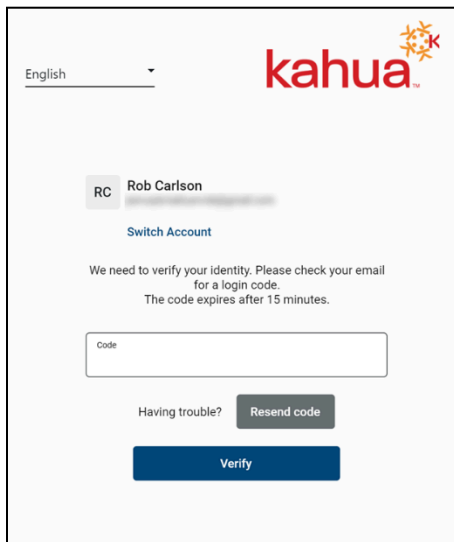 English
kahua™
RC
Rob Carlson
Switch Account
We need to verify your identity. Please check your email
for a login code.
The code expires after 15 minutes.
Code
Having trouble?
Resend code
Verify